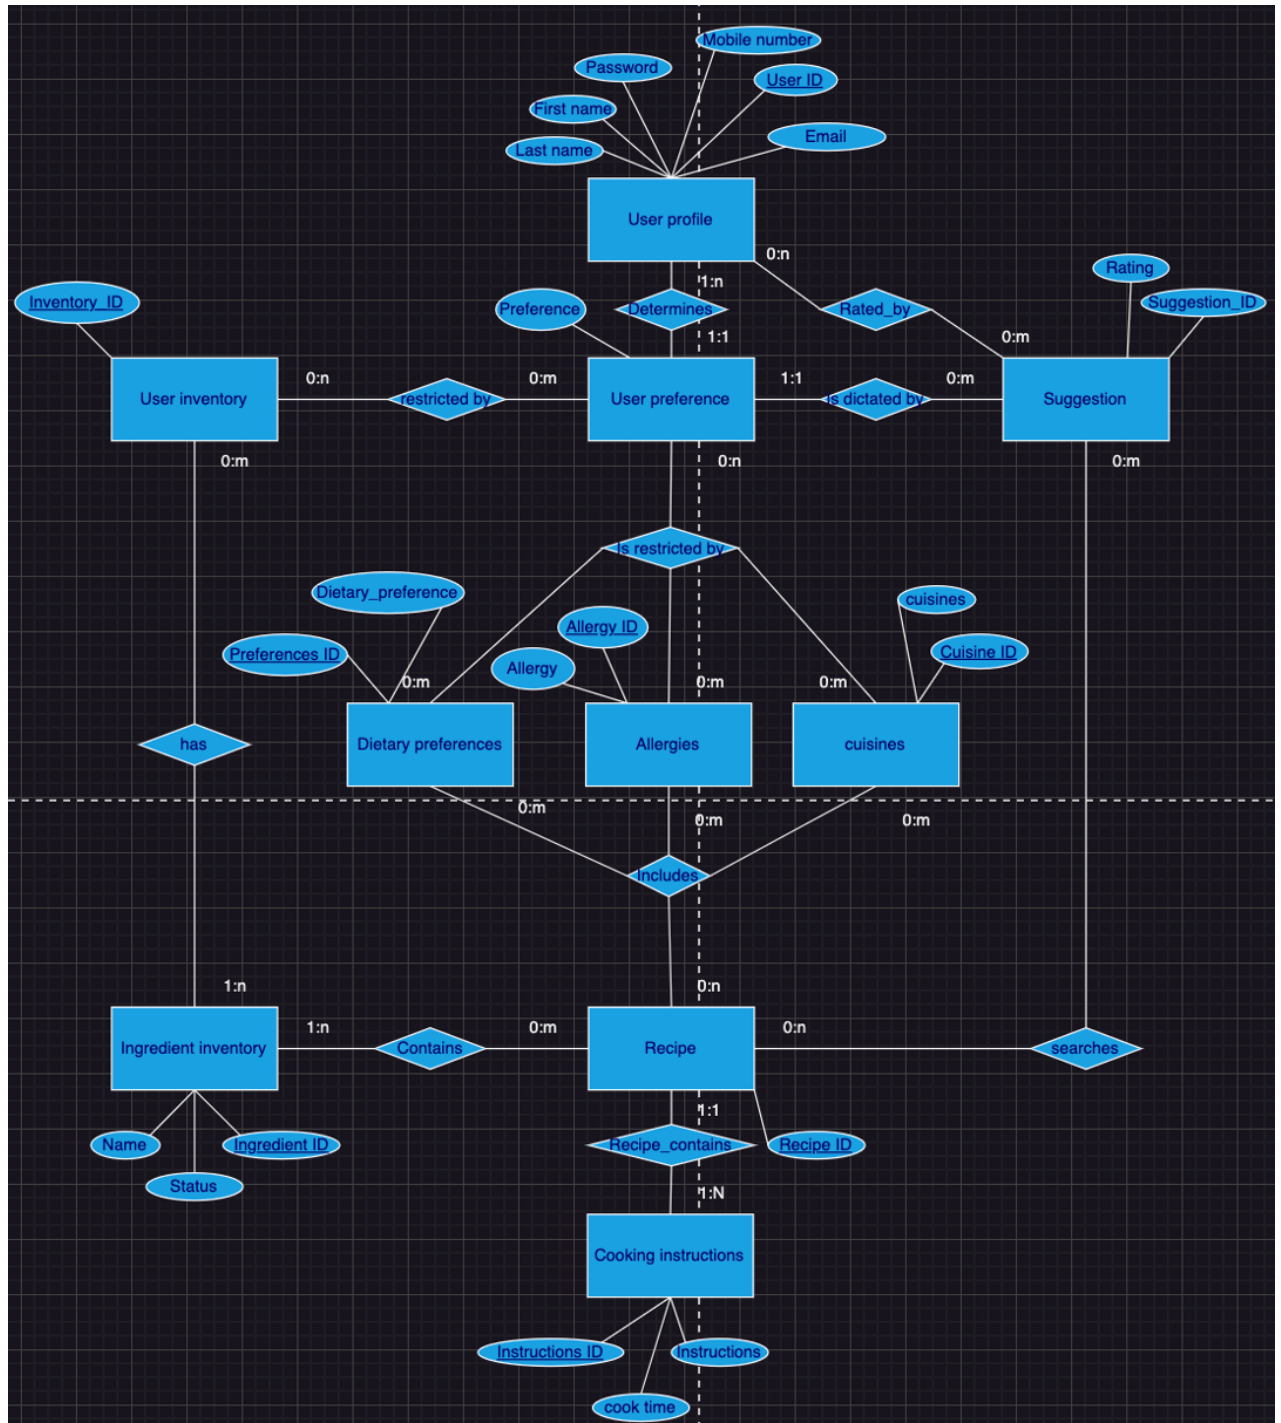 Mobile number
Password
User ID
First name
Email
Last name
User profile
0:n
Rating
1:n
Inventory_ID
Preference
Determines
Rated_by
Suggestion_ID
1:1
0:m
0:n
0:m
1:1
0:m
User inventory
restricted by
User preference
Is dictated by
Suggestion
0:m
0:n
0:m
Is restricted by
Dietary_preference
cuisines
Allergy ID
Preferences ID
Allergy
Cuisine ID
0:m
0:m
0:m
has
Dietary preferences
Allergies
cuisines
0:m
0:m
0:m
Includes
1:n
0:n
1:n
0:m
0:n
Ingredient inventory
Contains
Recipe
searches
1:1
Name
Ingredient ID
Recipe_contains
Recipe ID
Status
1:N
Cooking instructions
Instructions ID
Instructions
cook time